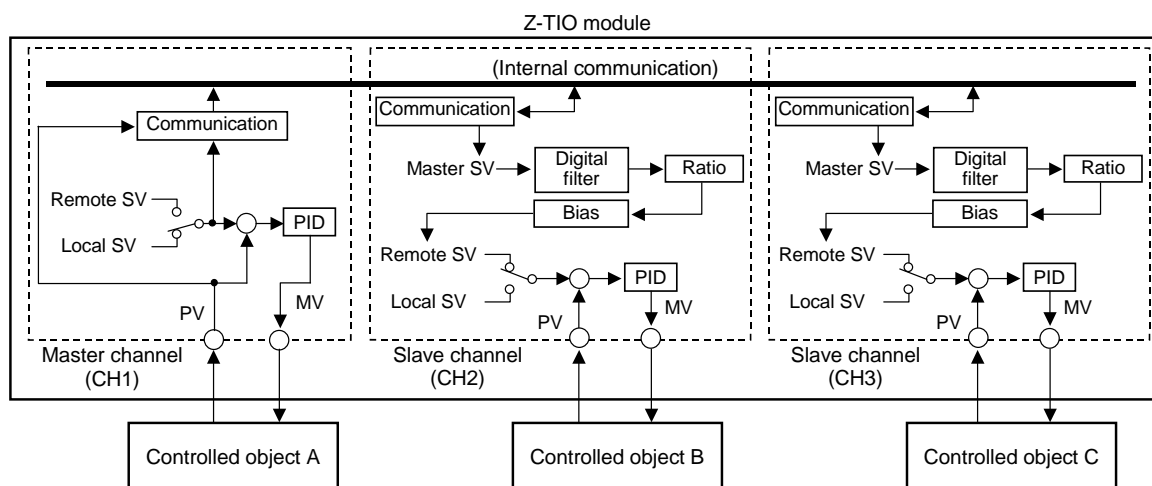 Z-TIO module
(Internal communication)
Communication
Remote SV
Local SV
PID
PV
MV
Master channel
(CH1)
Communication
Master SV
Digital
filter
Ratio
Bias
Remote SV
Local SV
PID
PV
MV
Slave channel
(CH2)
Communication
Master SV
Digital
filter
Ratio
Bias
Remote SV
Local SV
PID
PV
MV
Slave channel
(CH3)
Controlled object A
Controlled object B
Controlled object C